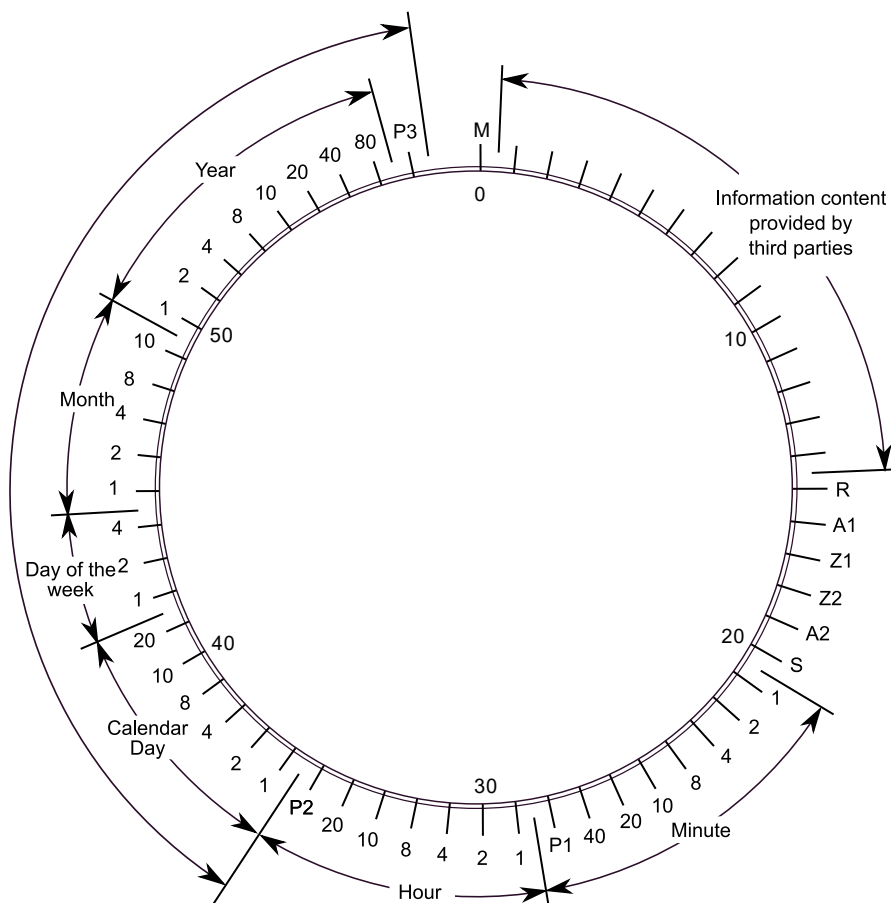 M
0
Information content
provided by
third parties
10
R
A1
Z1
Z2
A2
20
S
1
2
4
8
10
20
40
Minute
P1
30
1
2
4
8
10
20
Hour
P2
1
2
4
8
10
20
40
Calendar
Day
1
2
4
Day of the
week
1
2
4
8
10
Month
50
1
2
4
8
10
20
40
80
Year
P3